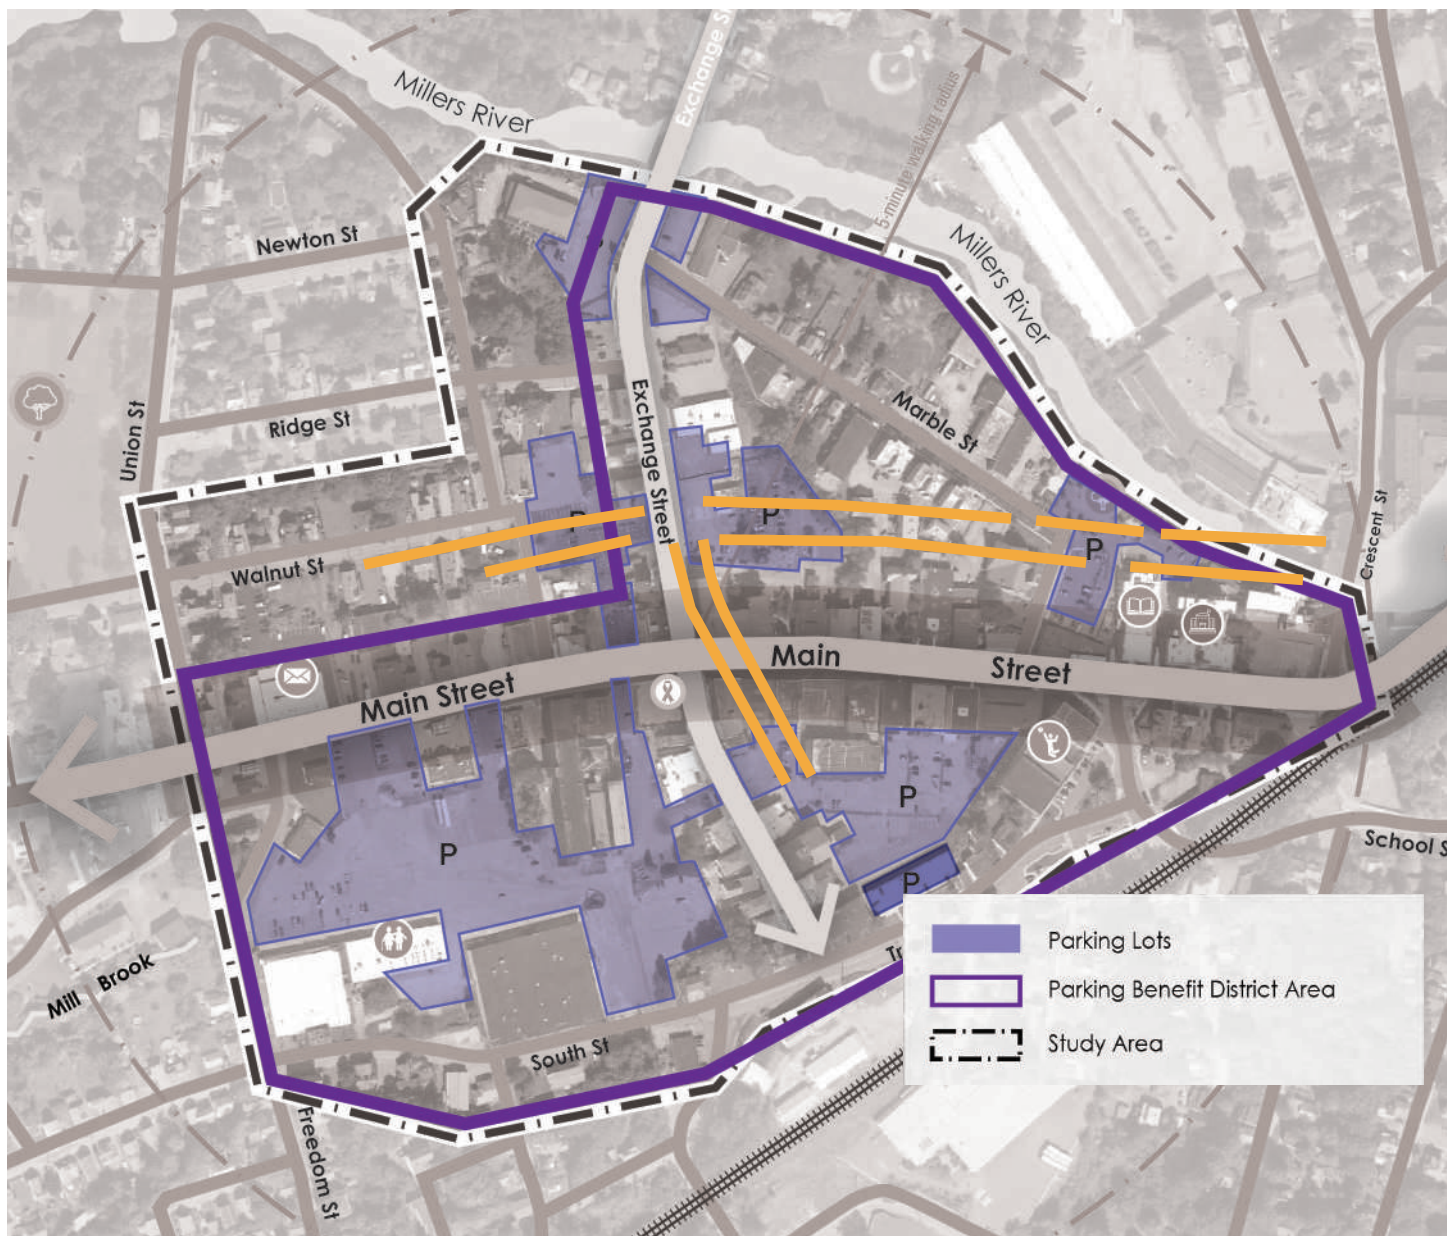 Exchange St
Millers River
5-minute walking radius
Millers River
Newton St
Union St
Ridge St
Exchange Street
Marble St
P
P
P
Walnut St
Crescent St
Main Street
Main Street
P
P
P
School S
Mill Brook
Tr
South St
Freedom St
Parking Lots
Parking Benefit District Area
Study Area